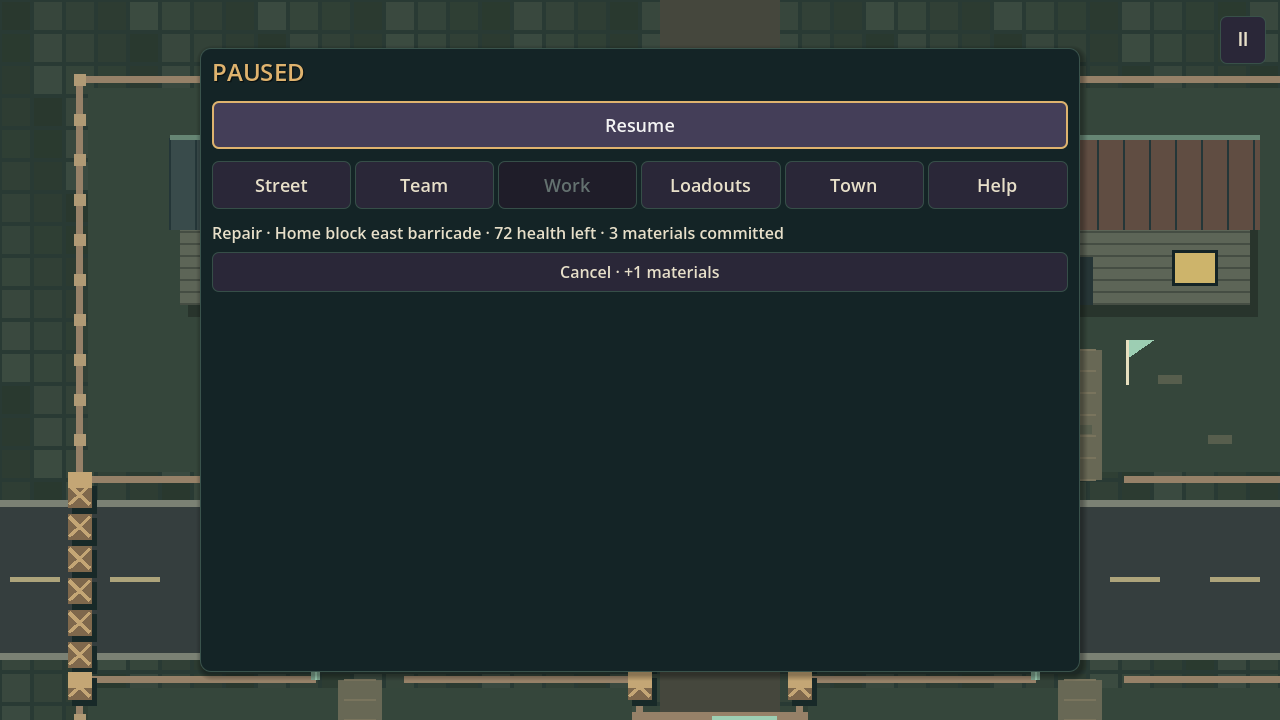 PAUSED
Resume
Street Team Work Loadouts Town Help
Repair · Home block east barricade · 72 health left · 3 materials committed
Cancel · +1 materials